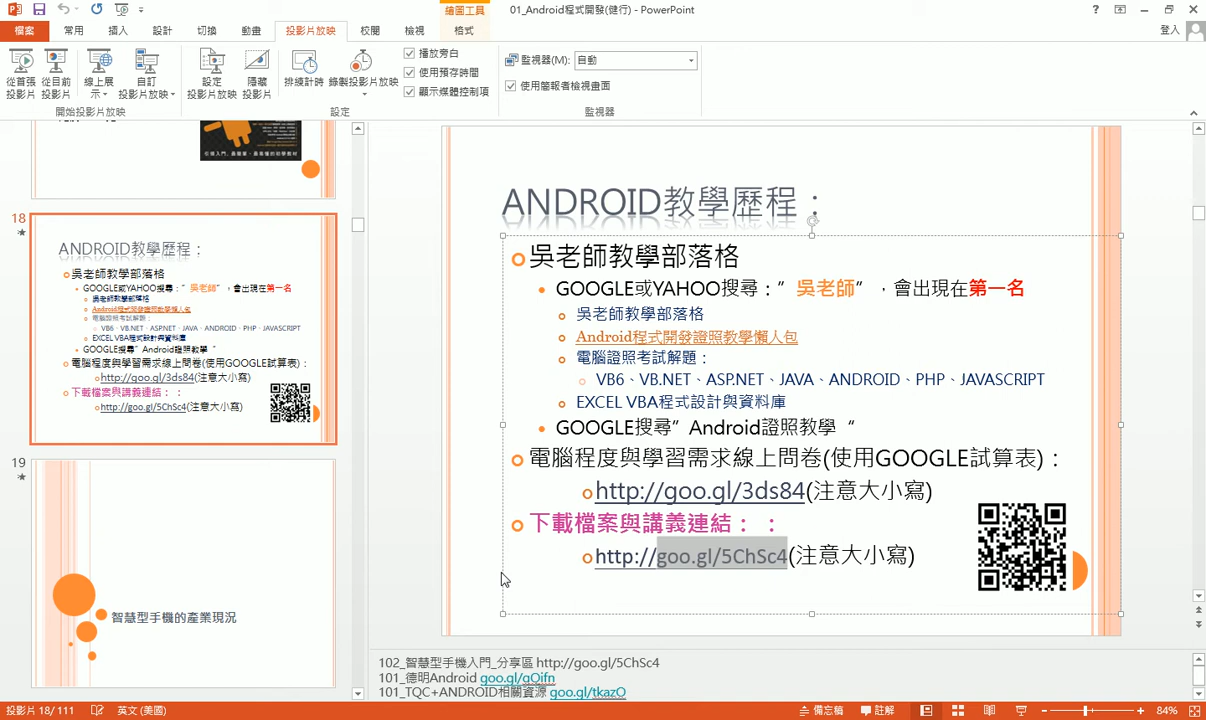 繪圖工具
01_Android程式開發(健行) - PowerPoint
檔案 常用 插入 設計 切換 動畫 投影片放映 校閱 檢視 格式
登入
從首張投影片
從目前投影片
線上展示
自訂投影片放映
設定投影片放映
隱藏投影片
排練計時
錄製投影片放映
播放旁白
使用預存時間
顯示媒體控制項
監視器(M): 自動
使用簡報者檢視畫面
開始投影片放映 設定 監視器
18
ANDROID教學歷程：
吳老師教學部落格
GOOGLE或YAHOO搜尋：”吳老師”，會出現在第一名
吳老師教學部落格
Android程式開發證照教學懶人包
電腦證照考試解題：
VB6、VB.NET、ASP.NET、JAVA、ANDROID、PHP、JAVASCRIPT
EXCEL VBA程式設計與資料庫
GOOGLE搜尋”Android證照教學“
電腦程度與學習需求線上問卷(使用GOOGLE試算表)：
http://goo.gl/3ds84(注意大小寫)
下載檔案與講義連結： ：
http://goo.gl/5ChSc4(注意大小寫)
19
智慧型手機的產業現況
ANDROID教學歷程：
吳老師教學部落格
GOOGLE或YAHOO搜尋：”吳老師”，會出現在第一名
吳老師教學部落格
Android程式開發證照教學懶人包
電腦證照考試解題：
VB6、VB.NET、ASP.NET、JAVA、ANDROID、PHP、JAVASCRIPT
EXCEL VBA程式設計與資料庫
GOOGLE搜尋”Android證照教學“
電腦程度與學習需求線上問卷(使用GOOGLE試算表)：
http://goo.gl/3ds84(注意大小寫)
下載檔案與講義連結： ：
http://goo.gl/5ChSc4(注意大小寫)
102_智慧型手機入門_分享區 http://goo.gl/5ChSc4
101_德明Android goo.gl/gOifn
101_TQC+ANDROID相關資源 goo.gl/tkazO
投影片 18/ 111 英文 (美國) 備忘稿 註解 84%